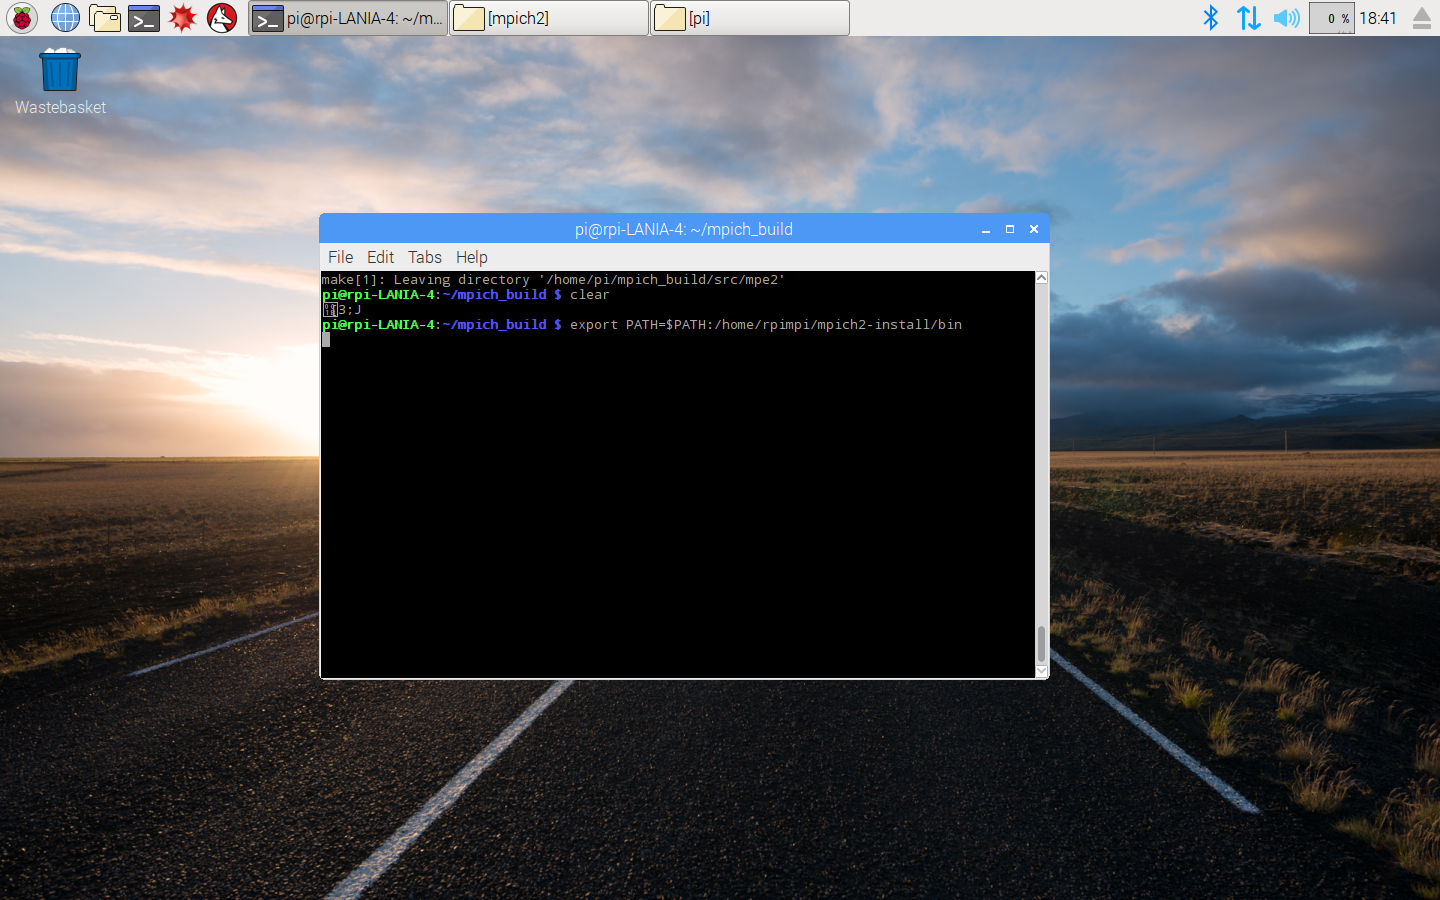 pi@rpi-LANIA-4: ~/m...
[mpich2]
[pi]
0 %
18:41
Wastebasket
pi@rpi-LANIA-4: ~/mpich_build
File Edit Tabs Help
make[1]: Leaving directory '/home/pi/mpich_build/src/mpe2'
pi@rpi-LANIA-4:~/mpich_build $ clear
3;J
pi@rpi-LANIA-4:~/mpich_build $ export PATH=$PATH:/home/rpimpi/mpich2-install/bin